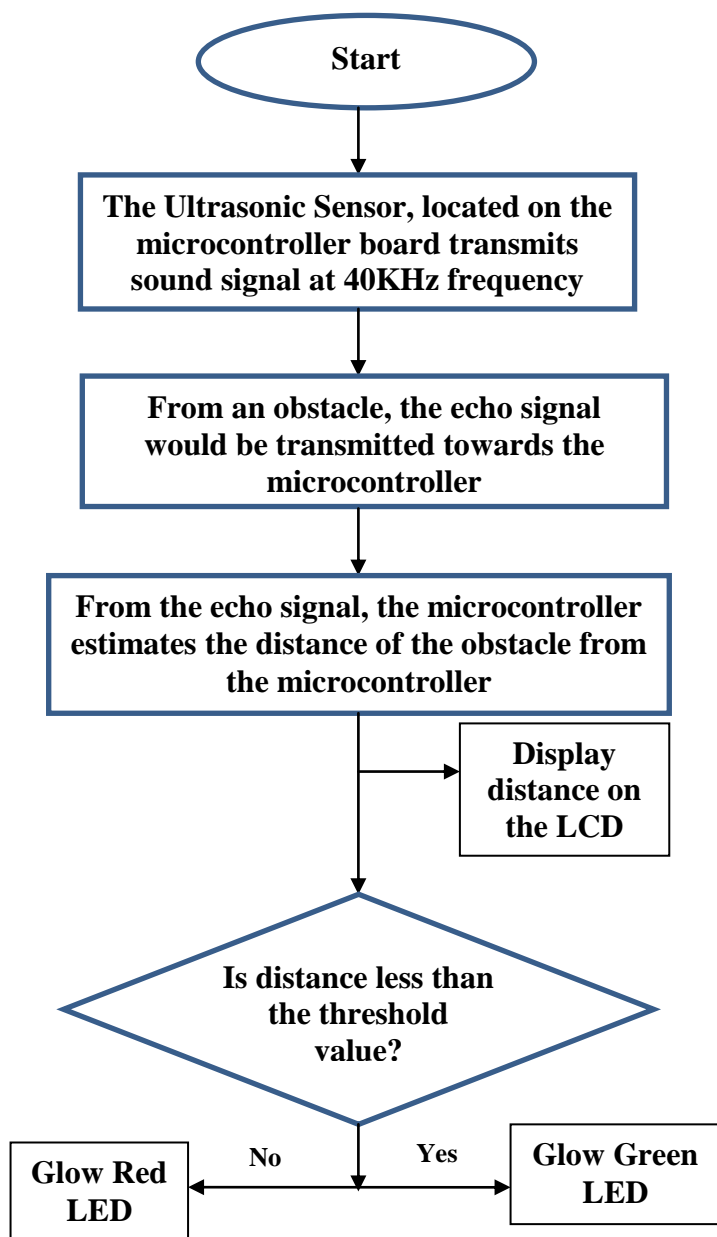 Start
The Ultrasonic Sensor, located on the
microcontroller board transmits
sound signal at 40KHz frequency
From an obstacle, the echo signal
would be transmitted towards the
microcontroller
From the echo signal, the microcontroller
estimates the distance of the obstacle from
the microcontroller
Display
distance on
the LCD
Is distance less than
the threshold
value?
No
Yes
Glow Red
LED
Glow Green
LED